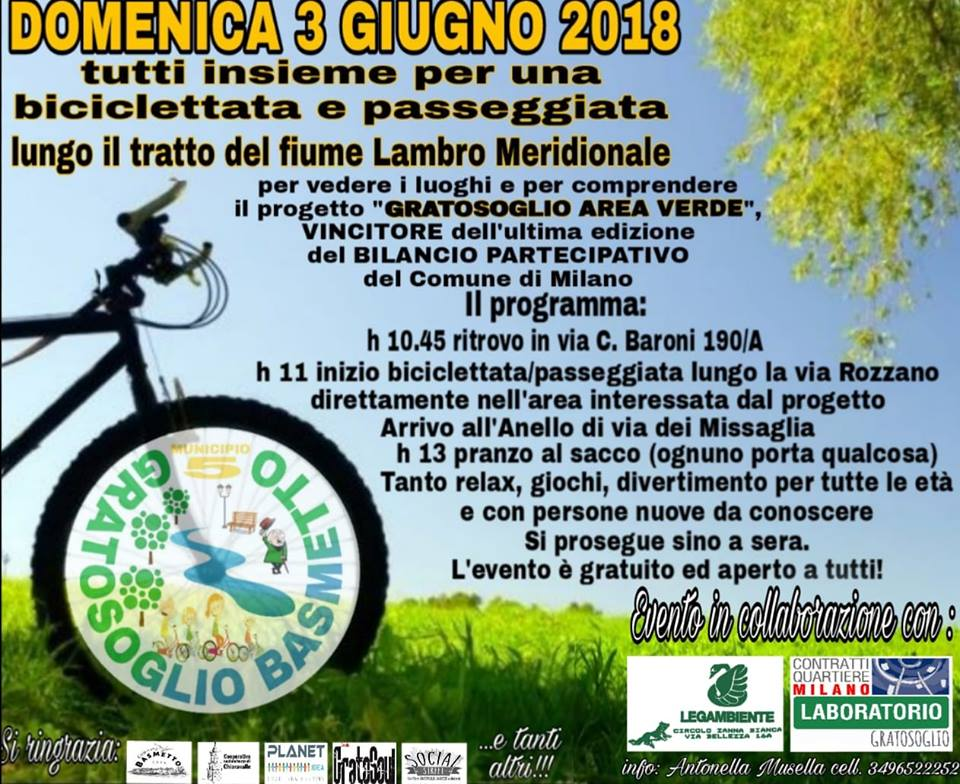 DOMENICA 3 GIUGNO 2018
tutti insieme per una
biciclettata e passeggiata
lungo il tratto del fiume Lambro Meridionale
per vedere i luoghi e per comprendere
il progetto "GRATOSOGLIO AREA VERDE",
VINCITORE dell'ultima edizione
del BILANCIO PARTECIPATIVO
del Comune di Milano
Il programma:
h 10.45 ritrovo in via C. Baroni 190/A
h 11 inizio biciclettata/passeggiata lungo la via Rozzano
direttamente nell'area interessata dal progetto
Arrivo all'Anello di via dei Missaglia
h 13 pranzo al sacco (ognuno porta qualcosa)
Tanto relax, giochi, divertimento per tutte le età
e con persone nuove da conoscere
Si prosegue sino a sera.
L'evento è gratuito ed aperto a tutti!
MUNICIPIO
5
GRATOSOGLIO BASMETTO
Evento in collaborazione con :
LEGAMBIENTE
CIRCOLO ZANNA BIANCA
VIA BELLEZZA 16A
CONTRATTI
QUARTIERE
MILANO
LABORATORIO
GRATOSOGLIO
Si ringrazia:
BASMETTO
Cooperativa
Chiaravalle
PLANET
IDEA
GrataSoul
SOCIAL
STREET
...e tanti
altri!!!
info: Antonella Musella cell. 3496522252